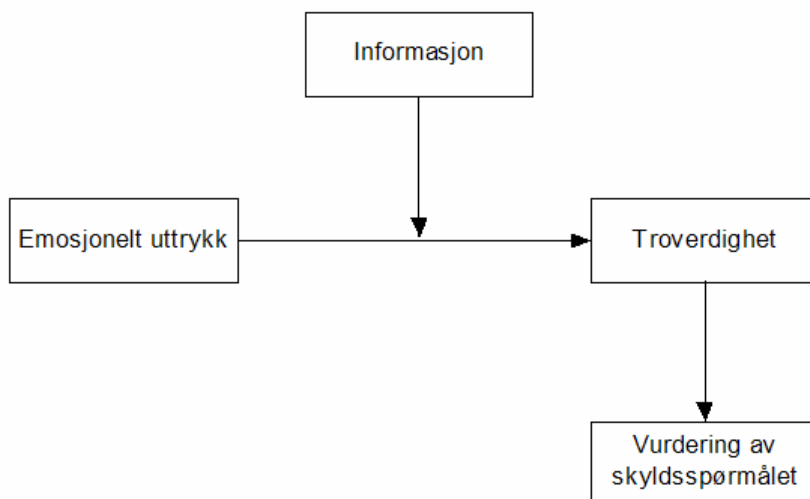 Informasjon
Emosjonelt uttrykk
Troverdighet
Vurdering av
skyldsspørmålet